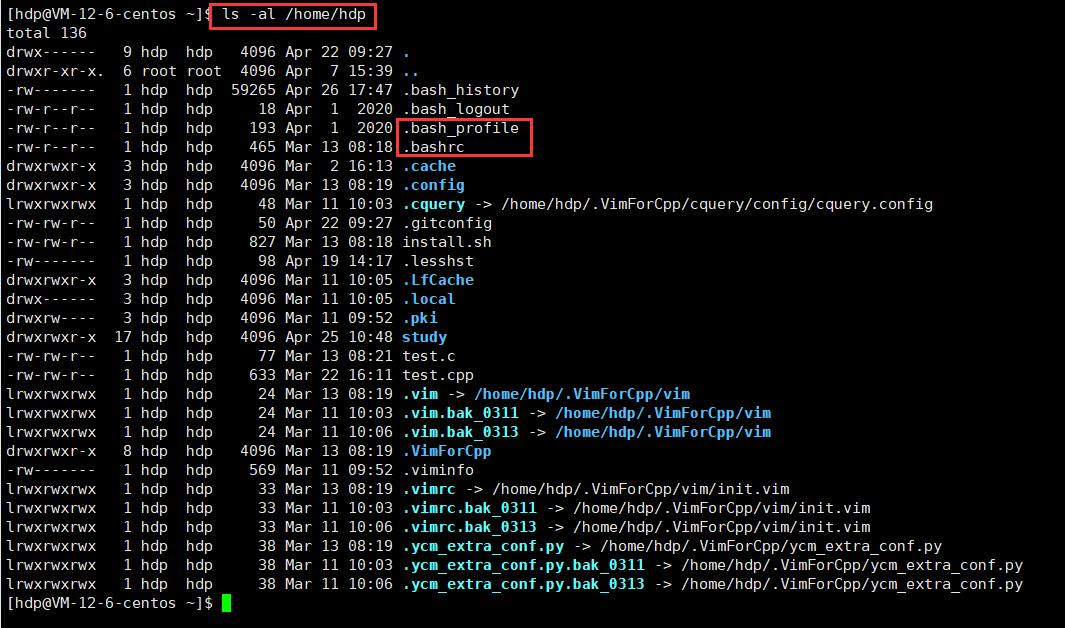 [hdp@VM-12-6-centos ~]$ ls -al /home/hdp
total 136
drwx------   9 hdp  hdp   4096 Apr 22 09:27 .
drwxr-xr-x.  6 root root  4096 Apr  7 15:39 ..
-rw-------   1 hdp  hdp  59265 Apr 26 17:47 .bash_history
-rw-r--r--   1 hdp  hdp     18 Apr  1  2020 .bash_logout
-rw-r--r--   1 hdp  hdp    193 Apr  1  2020 .bash_profile
-rw-r--r--   1 hdp  hdp    465 Mar 13 08:18 .bashrc
drwxrwxr-x   3 hdp  hdp   4096 Mar  2 16:13 .cache
drwxrwxr-x   3 hdp  hdp   4096 Mar 13 08:19 .config
lrwxrwxrwx   1 hdp  hdp     48 Mar 11 10:03 .cquery -> /home/hdp/.VimForCpp/cquery/config/cquery.config
-rw-rw-r--   1 hdp  hdp     50 Apr 22 09:27 .gitconfig
-rw-rw-r--   1 hdp  hdp    827 Mar 13 08:18 install.sh
-rw-------   1 hdp  hdp     98 Apr 19 14:17 .lesshst
drwxrwxr-x   3 hdp  hdp   4096 Mar 11 10:05 .LfCache
drwx------   3 hdp  hdp   4096 Mar 11 10:05 .local
drwxrw----   3 hdp  hdp   4096 Mar 11 09:52 .pki
drwxrwxr-x  17 hdp  hdp   4096 Apr 25 10:48 study
-rw-rw-r--   1 hdp  hdp     77 Mar 13 08:21 test.c
-rw-rw-r--   1 hdp  hdp    633 Mar 22 16:11 test.cpp
lrwxrwxrwx   1 hdp  hdp     24 Mar 13 08:19 .vim -> /home/hdp/.VimForCpp/vim
lrwxrwxrwx   1 hdp  hdp     24 Mar 11 10:03 .vim.bak_0311 -> /home/hdp/.VimForCpp/vim
lrwxrwxrwx   1 hdp  hdp     24 Mar 11 10:06 .vim.bak_0313 -> /home/hdp/.VimForCpp/vim
drwxrwxr-x   8 hdp  hdp   4096 Mar 13 08:19 .VimForCpp
-rw-------   1 hdp  hdp    569 Mar 11 09:52 .viminfo
lrwxrwxrwx   1 hdp  hdp     33 Mar 13 08:19 .vimrc -> /home/hdp/.VimForCpp/vim/init.vim
lrwxrwxrwx   1 hdp  hdp     33 Mar 11 10:03 .vimrc.bak_0311 -> /home/hdp/.VimForCpp/vim/init.vim
lrwxrwxrwx   1 hdp  hdp     33 Mar 11 10:06 .vimrc.bak_0313 -> /home/hdp/.VimForCpp/vim/init.vim
lrwxrwxrwx   1 hdp  hdp     38 Mar 13 08:19 .ycm_extra_conf.py -> /home/hdp/.VimForCpp/ycm_extra_conf.py
lrwxrwxrwx   1 hdp  hdp     38 Mar 11 10:03 .ycm_extra_conf.py.bak_0311 -> /home/hdp/.VimForCpp/ycm_extra_conf.py
lrwxrwxrwx   1 hdp  hdp     38 Mar 11 10:06 .ycm_extra_conf.py.bak_0313 -> /home/hdp/.VimForCpp/ycm_extra_conf.py
[hdp@VM-12-6-centos ~]$